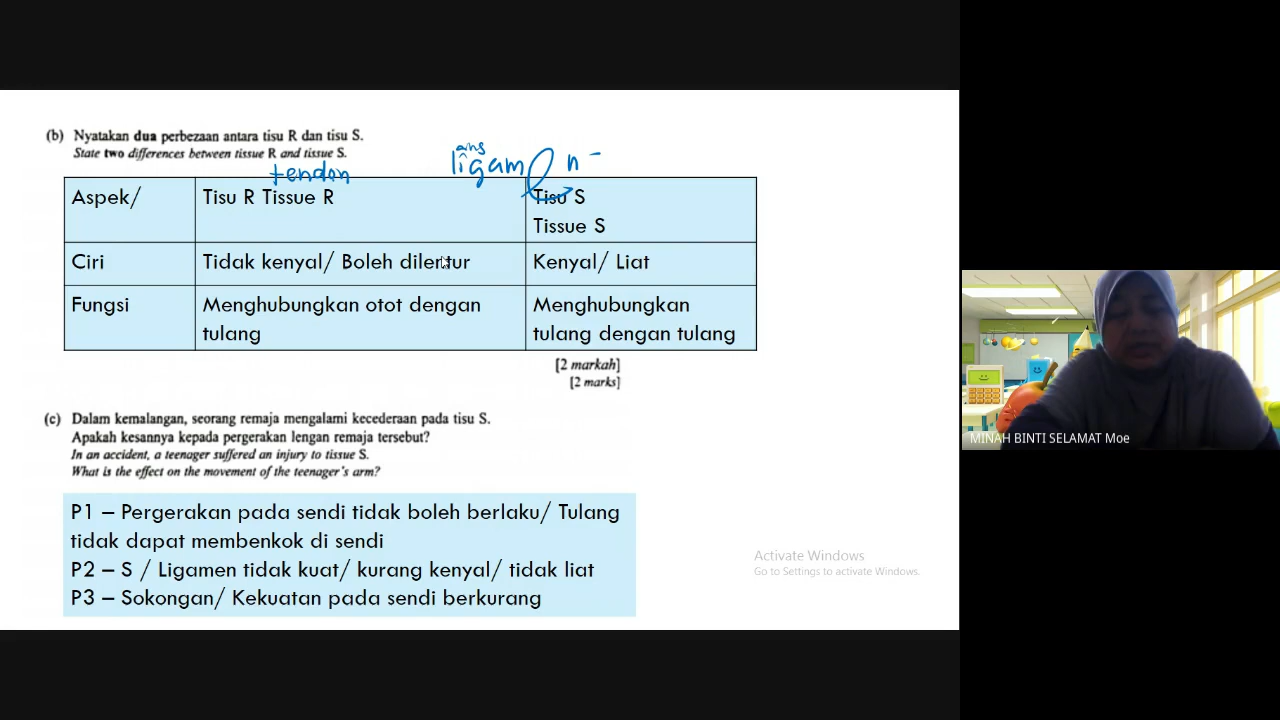 (b) Nyatakan dua perbezaan antara tisu R dan tisu S.
State two differences between tissue R and tissue S.
ans
tendon
ligamen -
Aspek/
Tisu R Tissue R
Tisu S
Tissue S
Ciri
Tidak kenyal/ Boleh dilentur
Kenyal/ Liat
Fungsi
Menghubungkan otot dengan
tulang
Menghubungkan
tulang dengan tulang
[2 markah]
[2 marks]
(c) Dalam kemalangan, seorang remaja mengalami kecederaan pada tisu S.
Apakah kesannya kepada pergerakan lengan remaja tersebut?
In an accident, a teenager suffered an injury to tissue S.
What is the effect on the movement of the teenager's arm?
P1 – Pergerakan pada sendi tidak boleh berlaku/ Tulang
tidak dapat membenkok di sendi
P2 – S / Ligamen tidak kuat/ kurang kenyal/ tidak liat
P3 – Sokongan/ Kekuatan pada sendi berkurang
Activate Windows
Go to Settings to activate Windows.
MINAH BINTI SELAMAT Moe